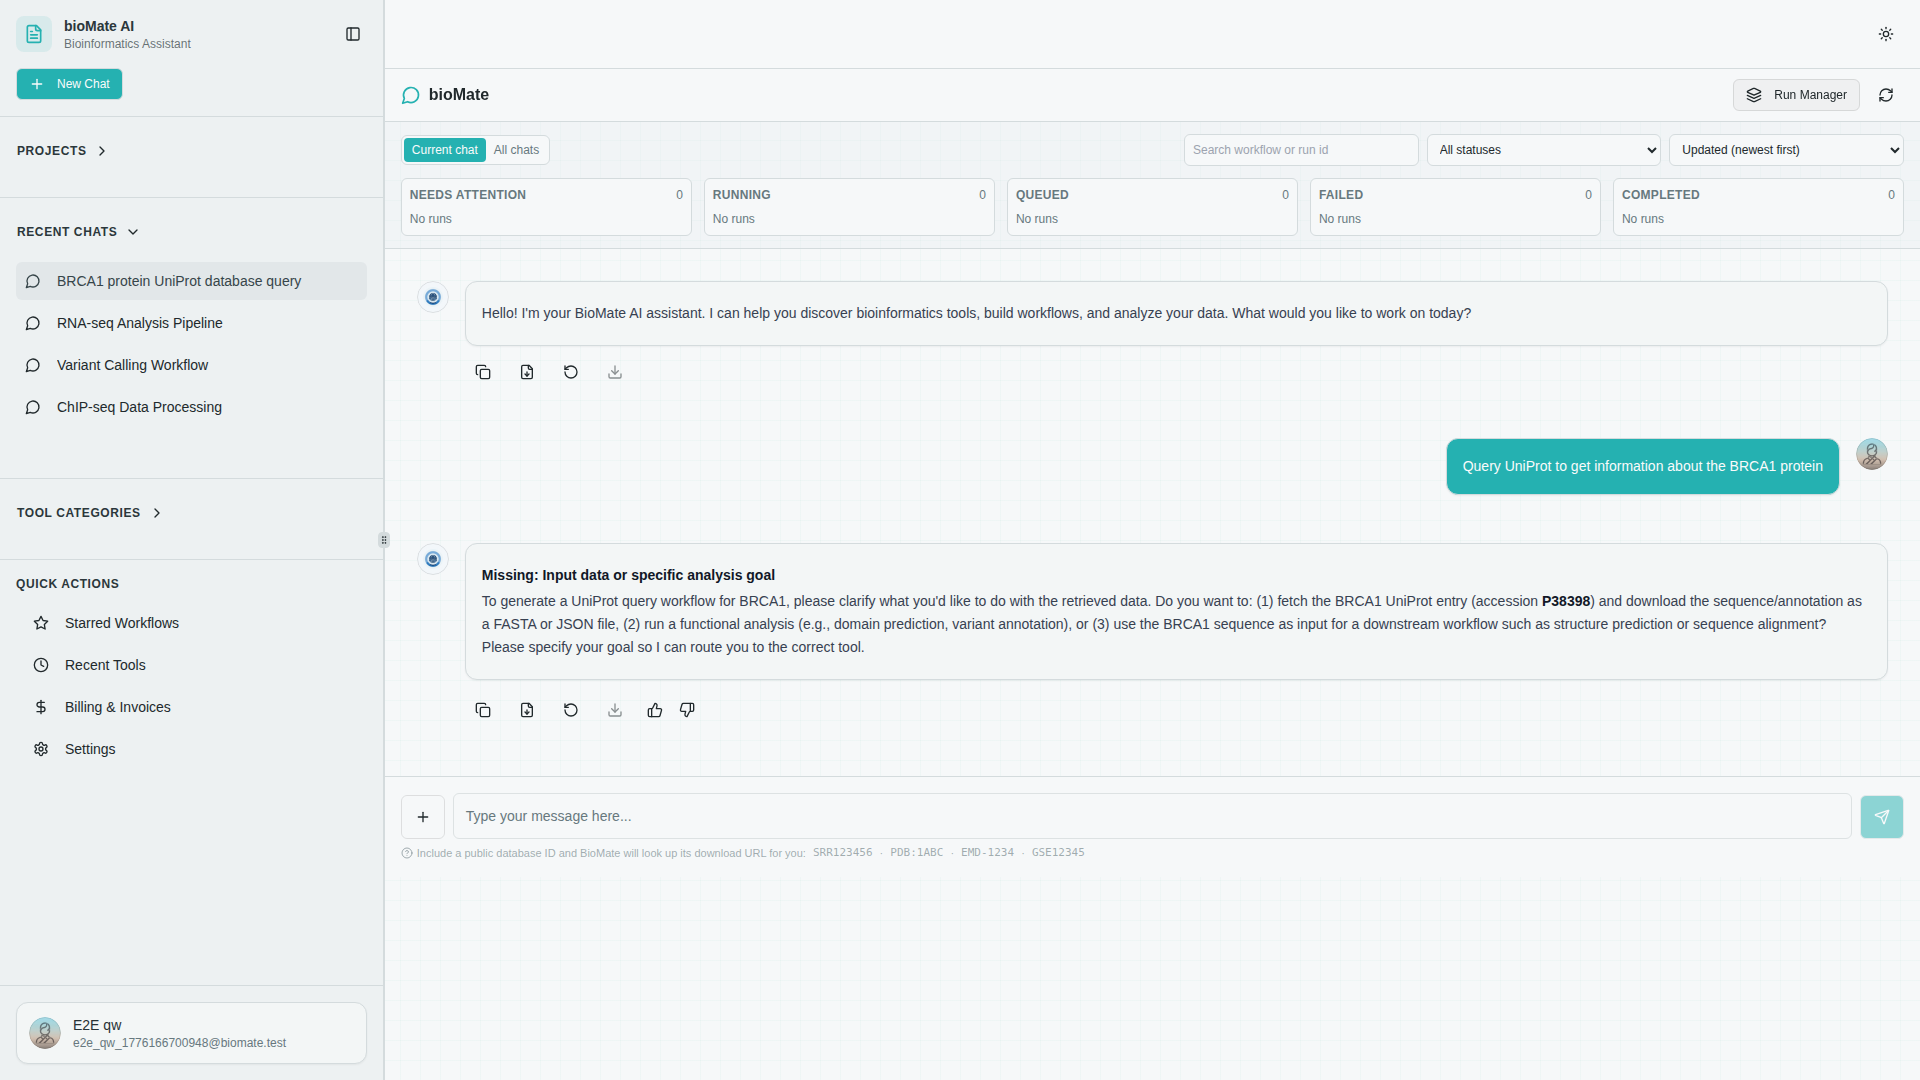 bioMate AI
Bioinformatics Assistant
New Chat
PROJECTS
RECENT CHATS
BRCA1 protein UniProt database query
RNA-seq Analysis Pipeline
Variant Calling Workflow
ChIP-seq Data Processing
TOOL CATEGORIES
QUICK ACTIONS
Starred Workflows
Recent Tools
Billing & Invoices
Settings
E2E qw
e2e_qw_1776166700948@biomate.test
bioMate
Run Manager
Current chat
All chats
Search workflow or run id
All statuses
Updated (newest first)
NEEDS ATTENTION 0
No runs
RUNNING 0
No runs
QUEUED 0
No runs
FAILED 0
No runs
COMPLETED 0
No runs
Hello! I'm your BioMate AI assistant. I can help you discover bioinformatics tools, build workflows, and analyze your data. What would you like to work on today?
Query UniProt to get information about the BRCA1 protein
Missing: Input data or specific analysis goal
To generate a UniProt query workflow for BRCA1, please clarify what you'd like to do with the retrieved data. Do you want to: (1) fetch the BRCA1 UniProt entry (accession P38398) and download the sequence/annotation as
a FASTA or JSON file, (2) run a functional analysis (e.g., domain prediction, variant annotation), or (3) use the BRCA1 sequence as input for a downstream workflow such as structure prediction or sequence alignment?
Please specify your goal so I can route you to the correct tool.
Type your message here...
Include a public database ID and BioMate will look up its download URL for you: SRR123456 · PDB:1ABC · EMD-1234 · GSE12345